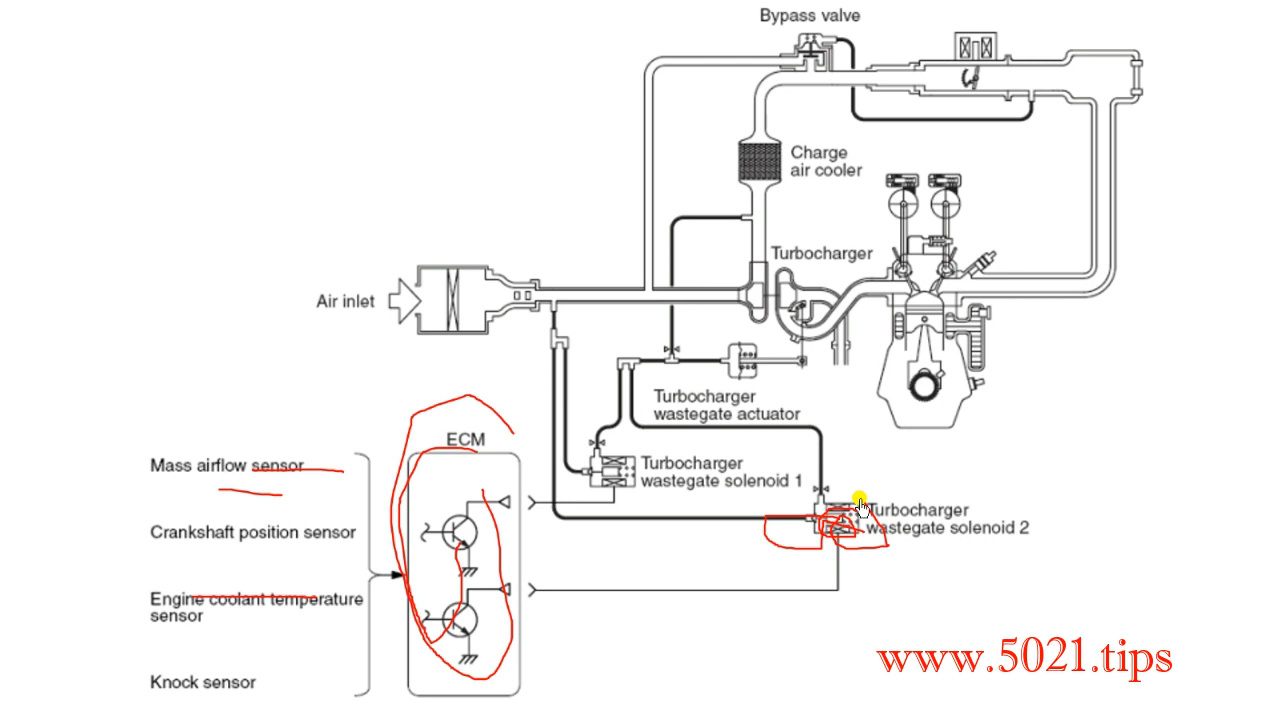 Bypass valve
Charge
air cooler
Turbocharger
Air inlet
Turbocharger
wastegate actuator
ECM
Mass airflow sensor
Turbocharger
wastegate solenoid 1
Turbocharger
wastegate solenoid 2
Crankshaft position sensor
Engine coolant temperature
sensor
Knock sensor
www.5021.tips